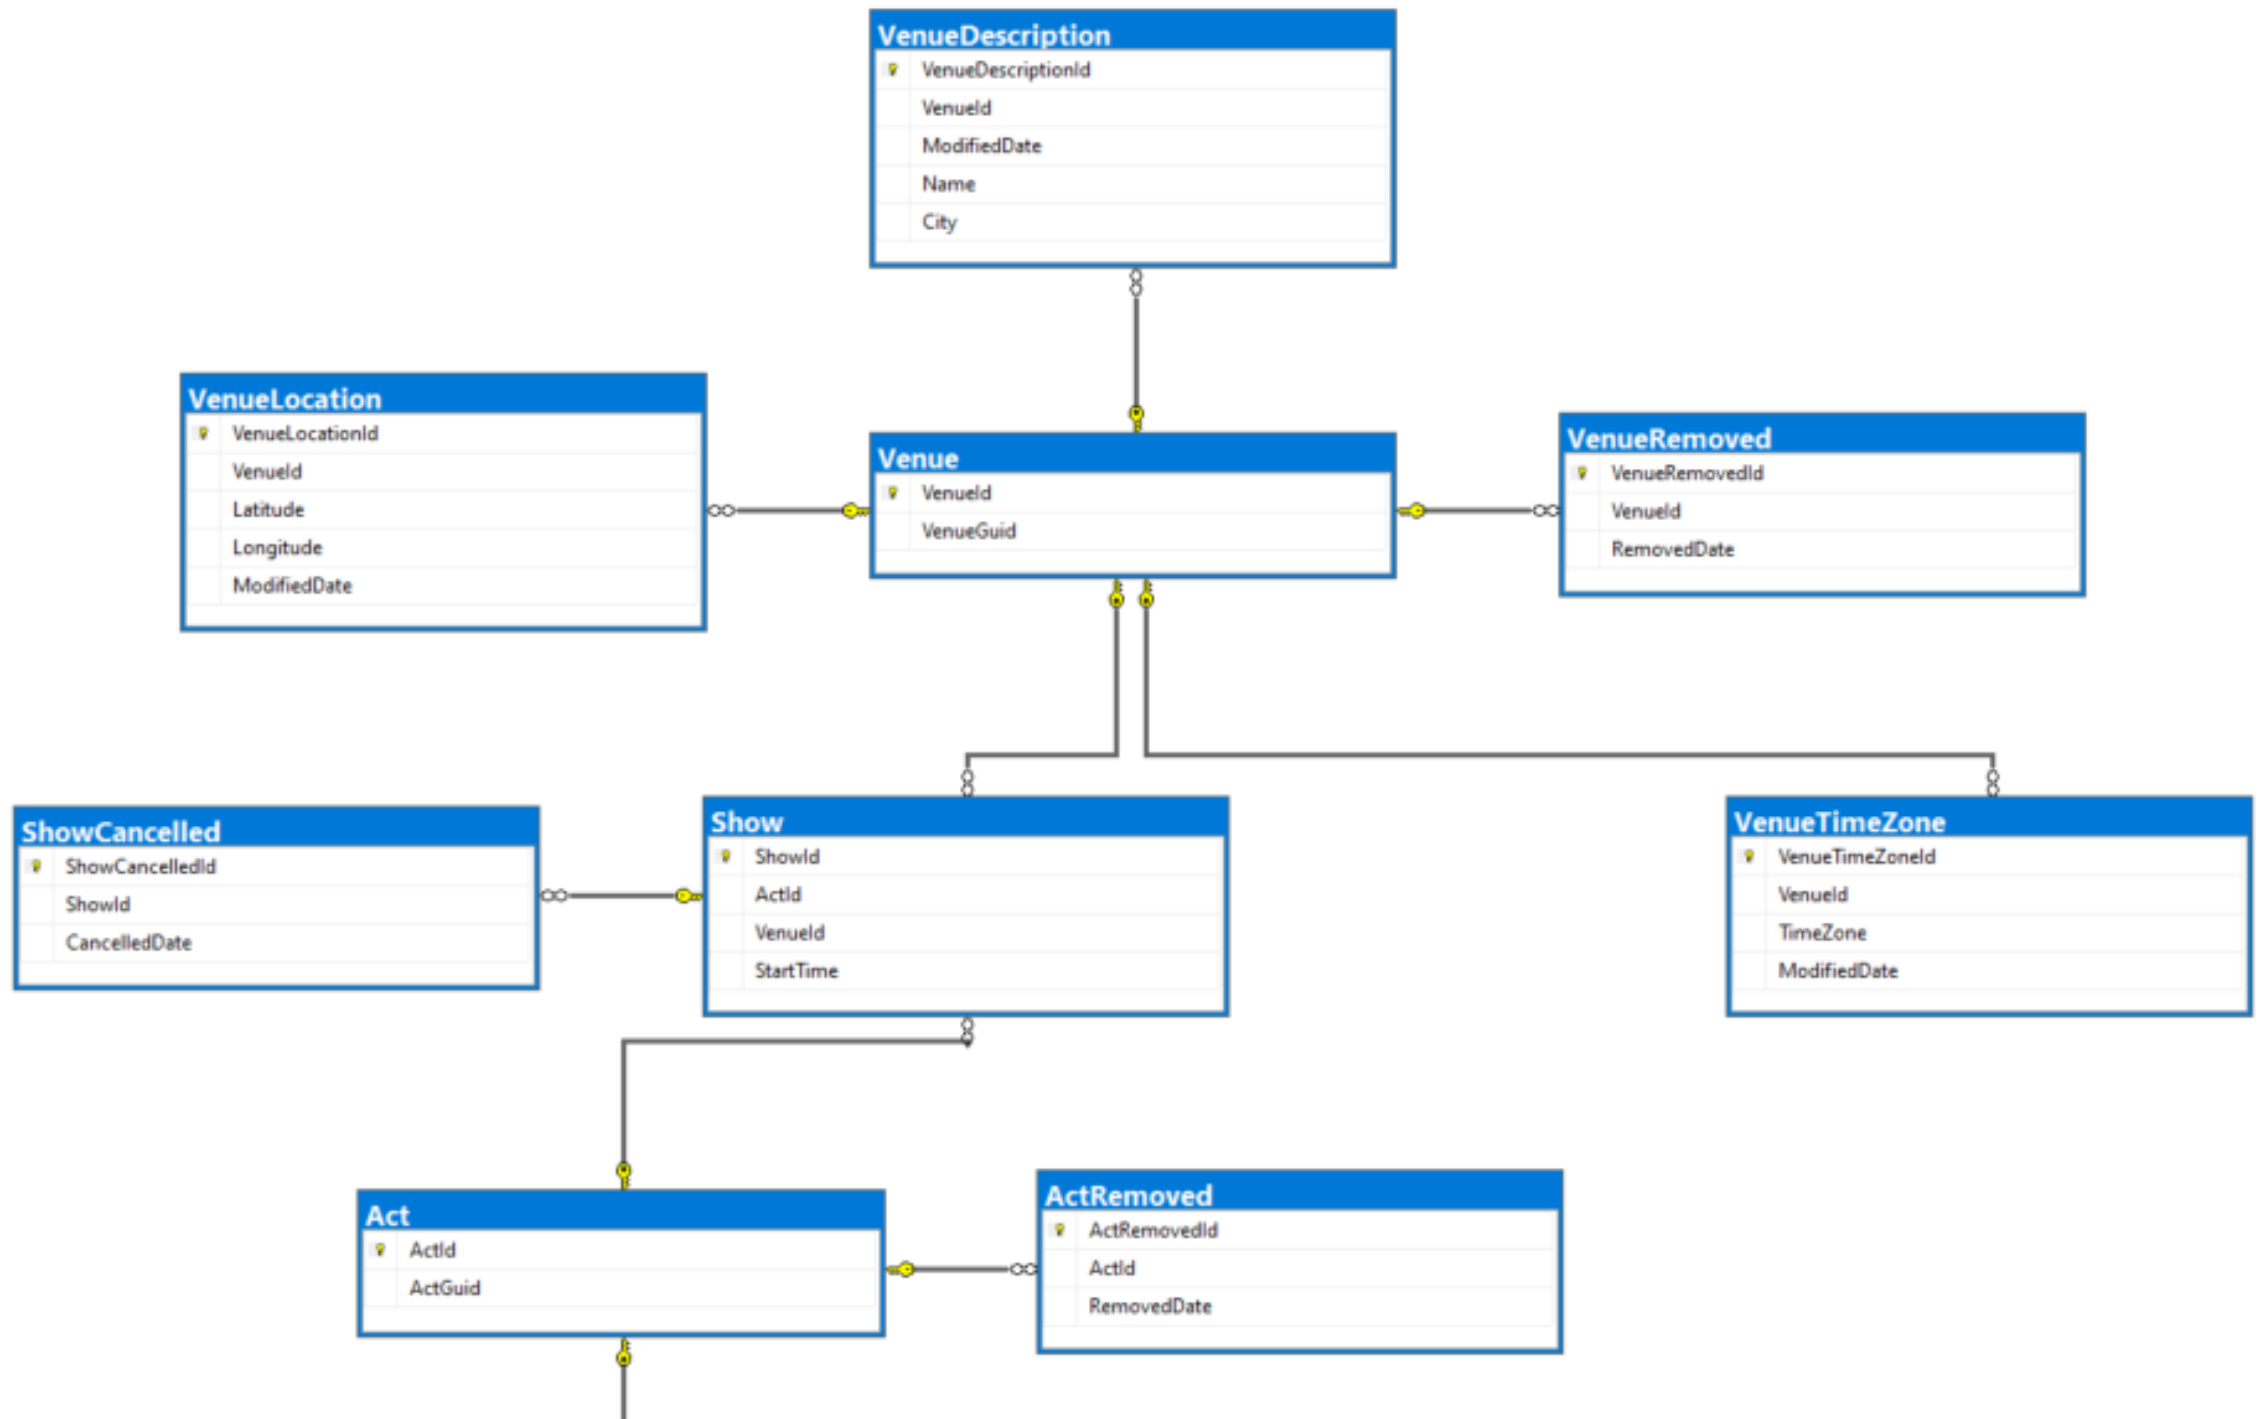 VenueDescription
VenueDescriptionId
VenueId
ModifiedDate
Name
City
VenueLocation
VenueLocationId
VenueId
Latitude
Longitude
ModifiedDate
Venue
VenueId
VenueGuid
VenueRemoved
VenueRemovedId
VenueId
RemovedDate
ShowCancelled
ShowCancelledId
ShowId
CancelledDate
Show
ShowId
ActId
VenueId
StartTime
VenueTimeZone
VenueTimeZoneId
VenueId
TimeZone
ModifiedDate
Act
ActId
ActGuid
ActRemoved
ActRemovedId
ActId
RemovedDate